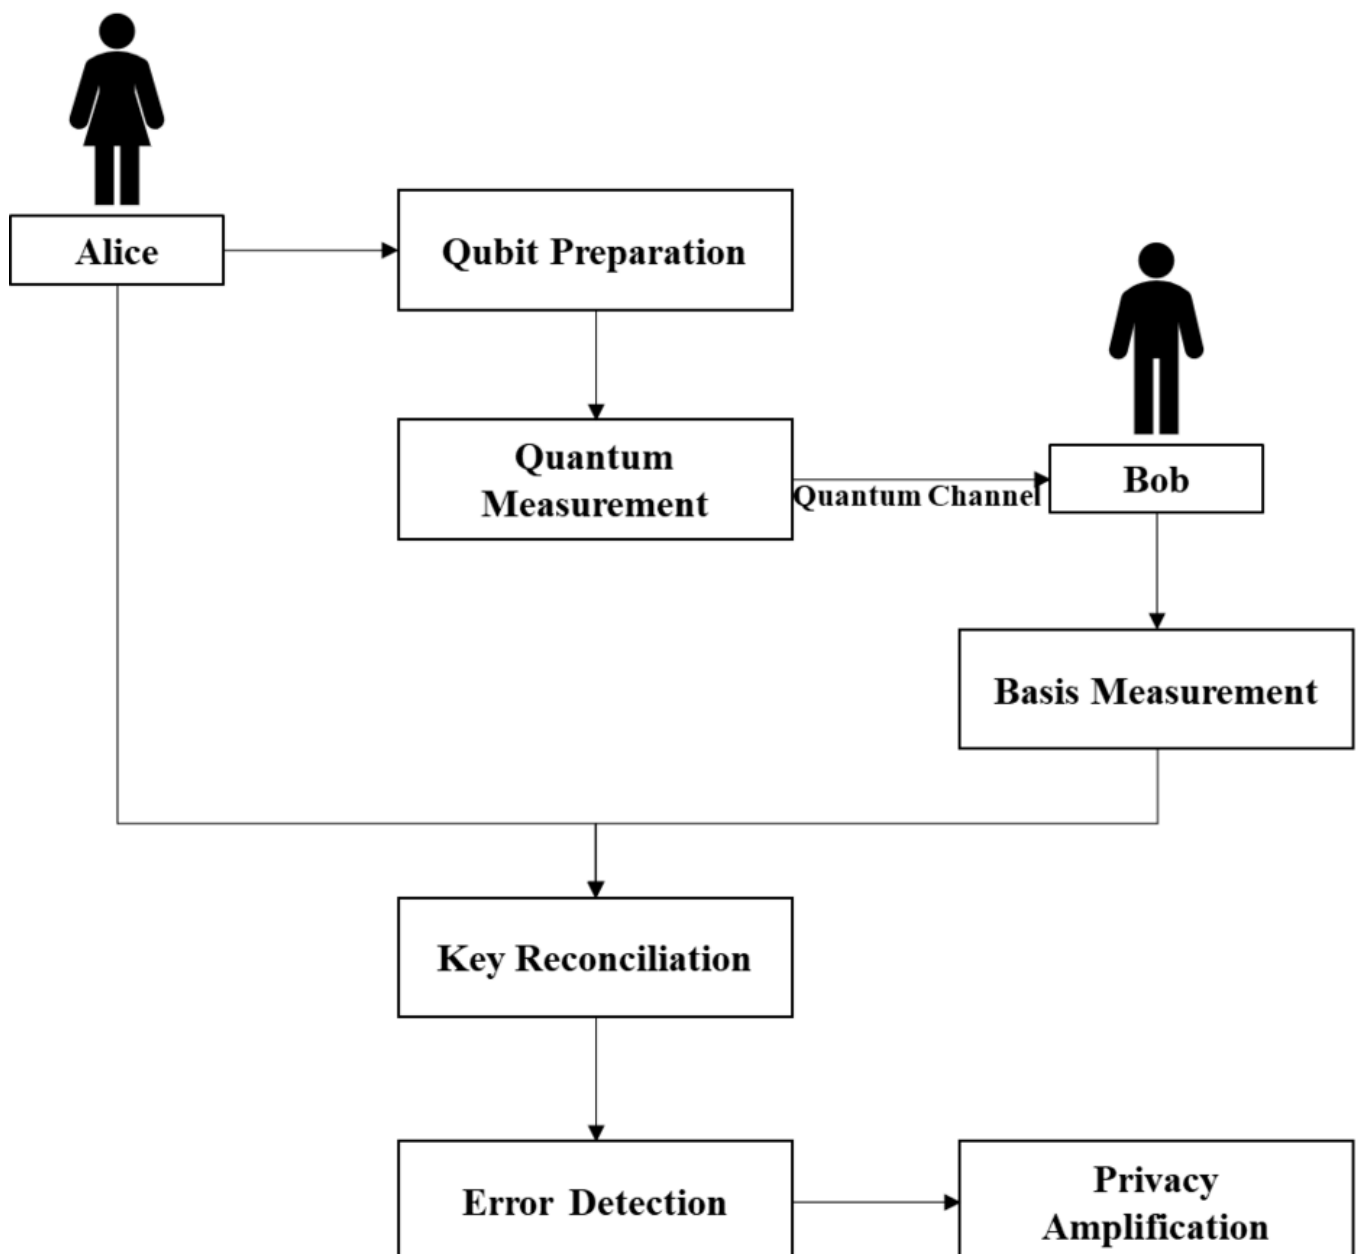 Alice
Qubit Preparation
Quantum
Measurement
Quantum Channel
Bob
Basis Measurement
Key Reconciliation
Error Detection
Privacy
Amplification